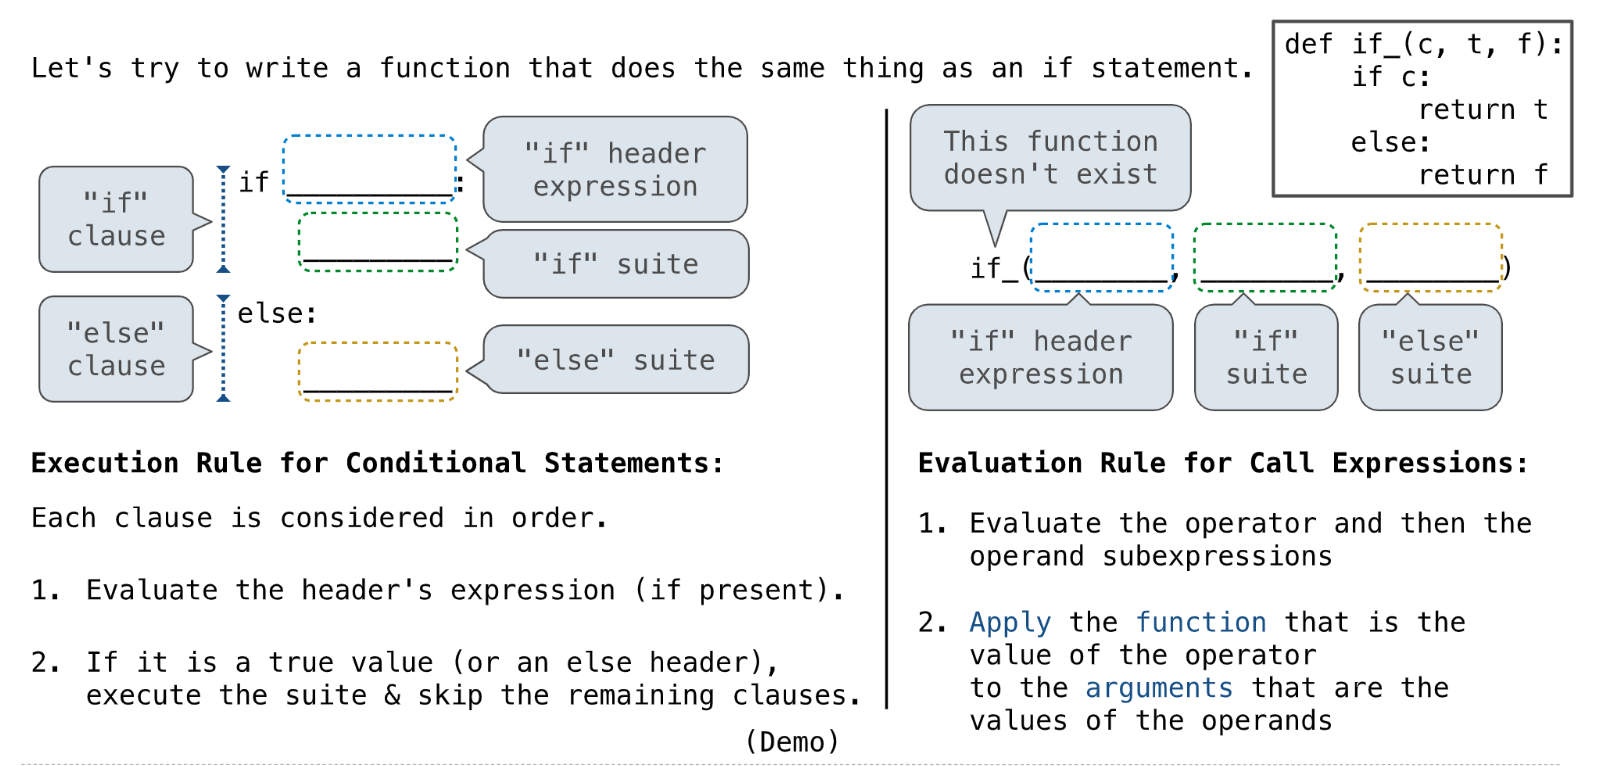 Let's try to write a function that does the same thing as an if statement.
def if_(c, t, f):
if c:
return t
else:
return f
"if"
clause
if __________:
"if" header
expression
_________
"if" suite
"else"
clause
else:
_________
"else" suite
This function
doesn't exist
if_(________, ________, ________)
"if" header
expression
"if"
suite
"else"
suite
Execution Rule for Conditional Statements:
Each clause is considered in order.
1. Evaluate the header's expression (if present).
2. If it is a true value (or an else header),
execute the suite & skip the remaining clauses.
Evaluation Rule for Call Expressions:
1. Evaluate the operator and then the
operand subexpressions
2. Apply the function that is the
value of the operator
to the arguments that are the
values of the operands
(Demo)